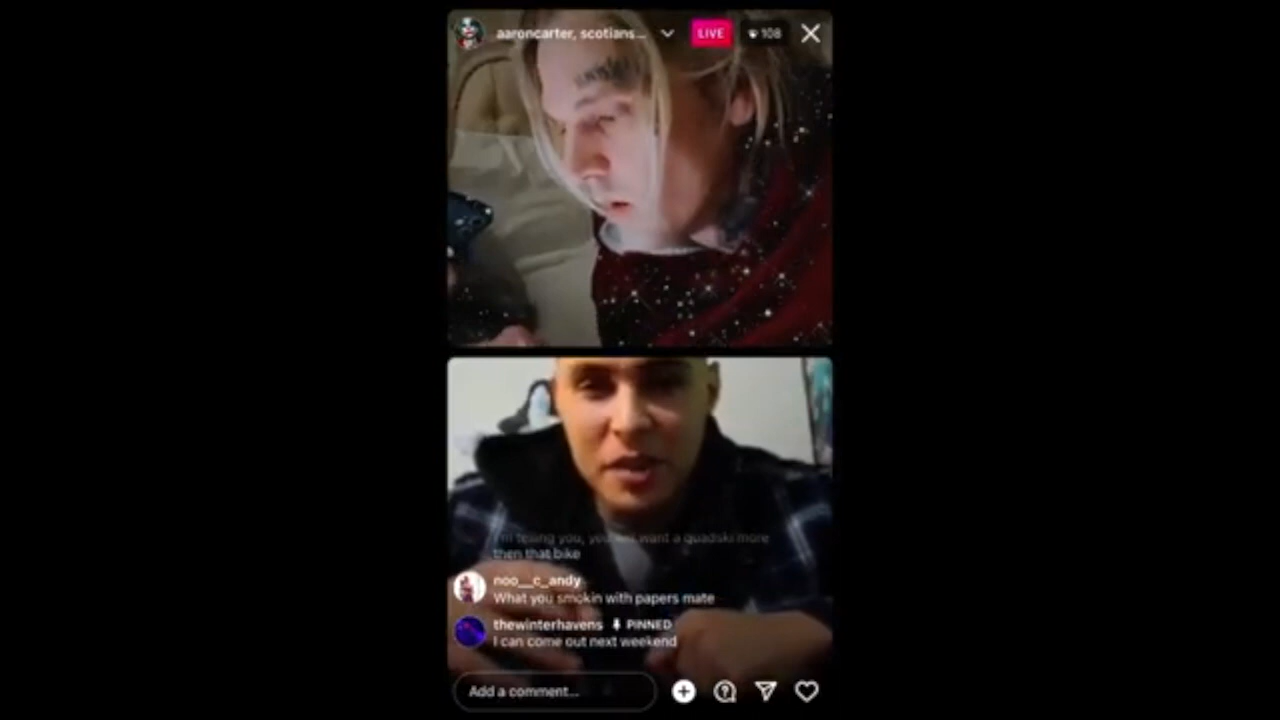 aaroncarter, scotians...
LIVE
108
I'm telling you, you will want a quadski more
then that bike
noo__c_andy
What you smokin with papers mate
thewinterhavens PINNED
I can come out next weekend
Add a comment...